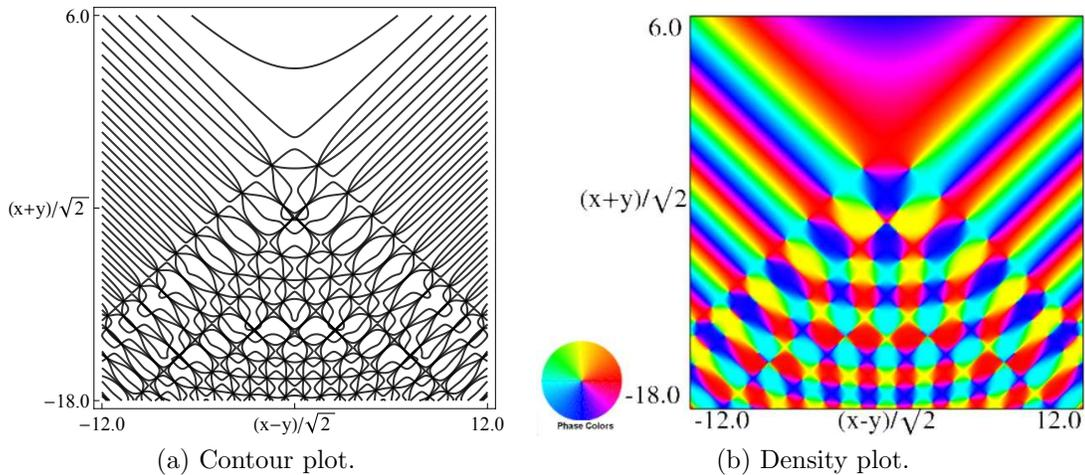 6.0
(x+y)/√2
−18.0
−12.0
(x−y)/√2
12.0
(a) Contour plot.
6.0
(x+y)/√2
-18.0
Phase Colors
-12.0
(x-y)/√2
12.0
(b) Density plot.